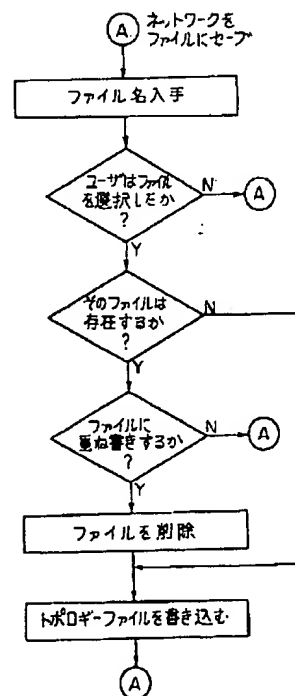 A
ネットワークを
ファイルにセーブ
ファイル名入手
ユーザはファイル
を選択したか
?
N
A
Y
そのファイルは
存在するか
?
N
Y
ファイルに
重ね書きするか
?
N
A
Y
ファイルを削除
トポロギーファイルを書き込む
A